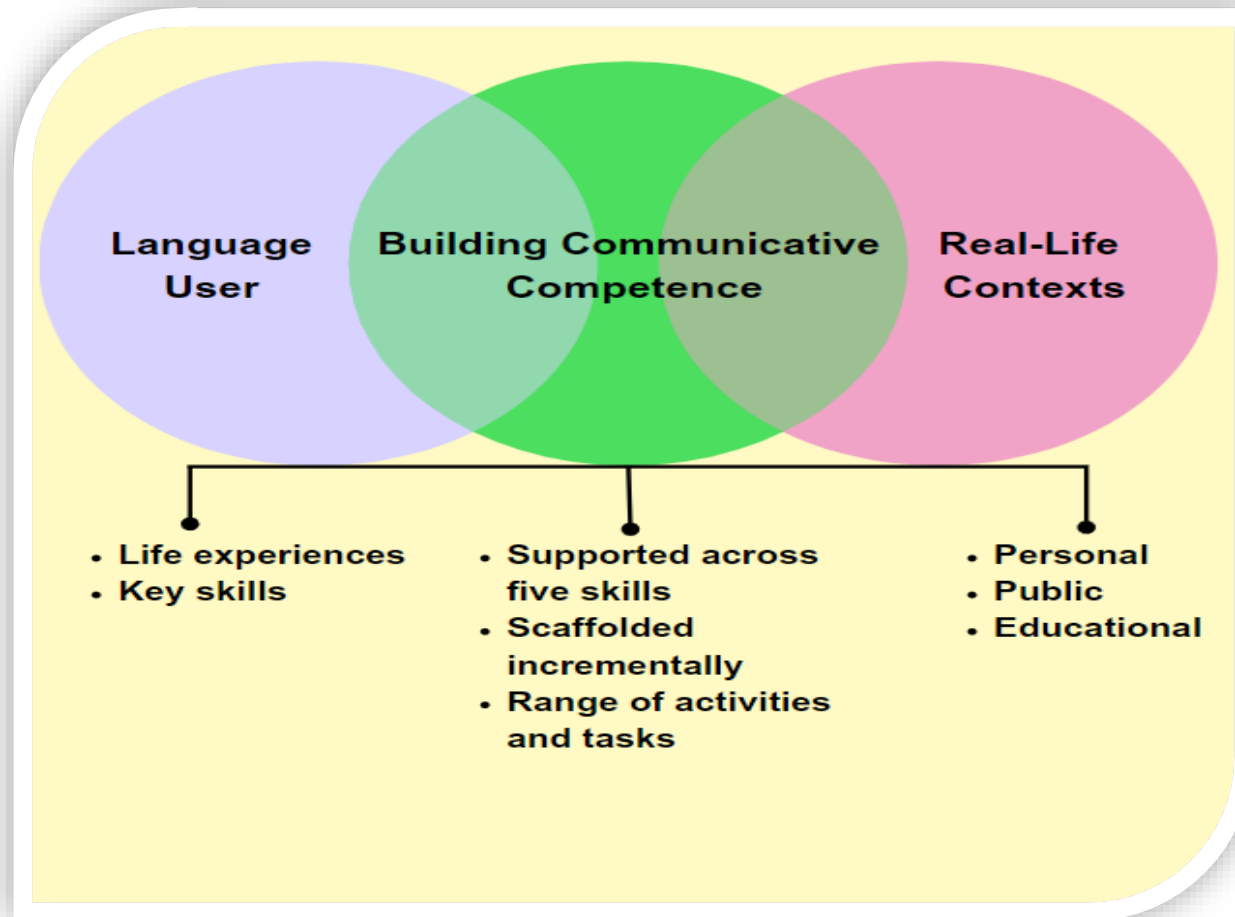 Language
User
Building Communicative
Competence
Real-Life
Contexts
• Life experiences
• Key skills
• Supported across
five skills
• Scaffolded
incrementally
• Range of activities
and tasks
• Personal
• Public
• Educational